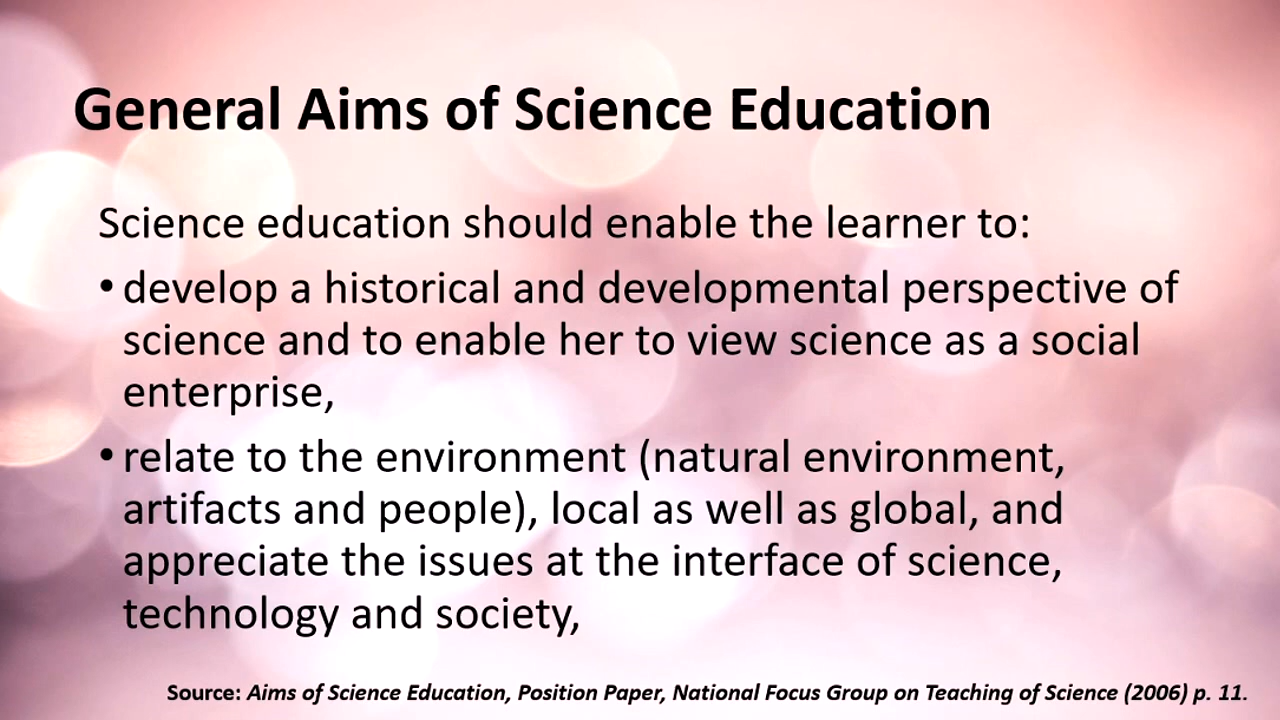 General Aims of Science Education
Science education should enable the learner to:
• develop a historical and developmental perspective of
science and to enable her to view science as a social
enterprise,
• relate to the environment (natural environment,
artifacts and people), local as well as global, and
appreciate the issues at the interface of science,
technology and society,
Source: Aims of Science Education, Position Paper, National Focus Group on Teaching of Science (2006) p. 11.